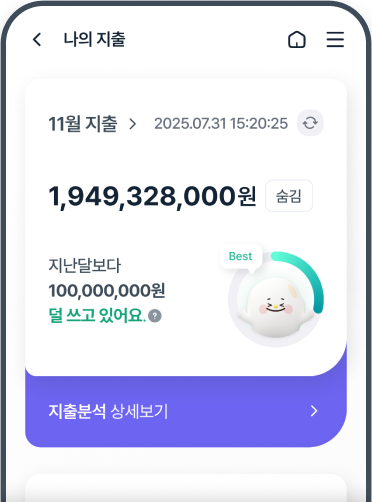 나의 지출
11월 지출 2025.07.31 15:20:25
1,949,328,000원 숨김
지난달보다
100,000,000원
덜 쓰고 있어요.?
Best
지출분석 상세보기